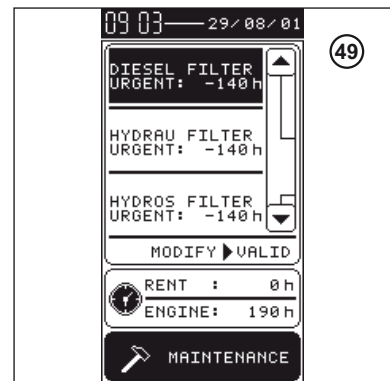 09 03 29/08/01
49
DIESEL FILTER
URGENT: -140h
HYDRAU FILTER
URGENT: -140h
HYDROS FILTER
URGENT: -140h
MODIFY VALID
RENT : 0h
ENGINE: 190h
MAINTENANCE